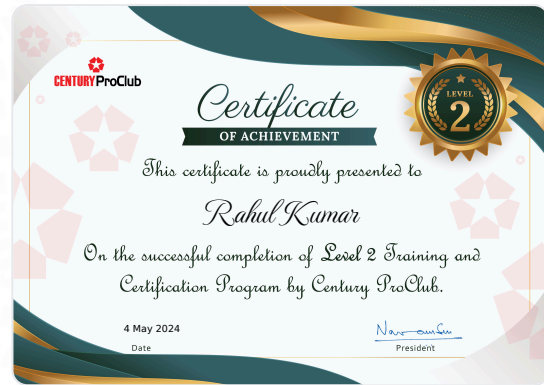 CENTURY ProClub
LEVEL
2
Certificate
OF ACHIEVEMENT
This certificate is proudly presented to
Rahul Kumar
On the successful completion of Level 2 Training and
Certification Program by Century ProClub.
4 May 2024
Date
President